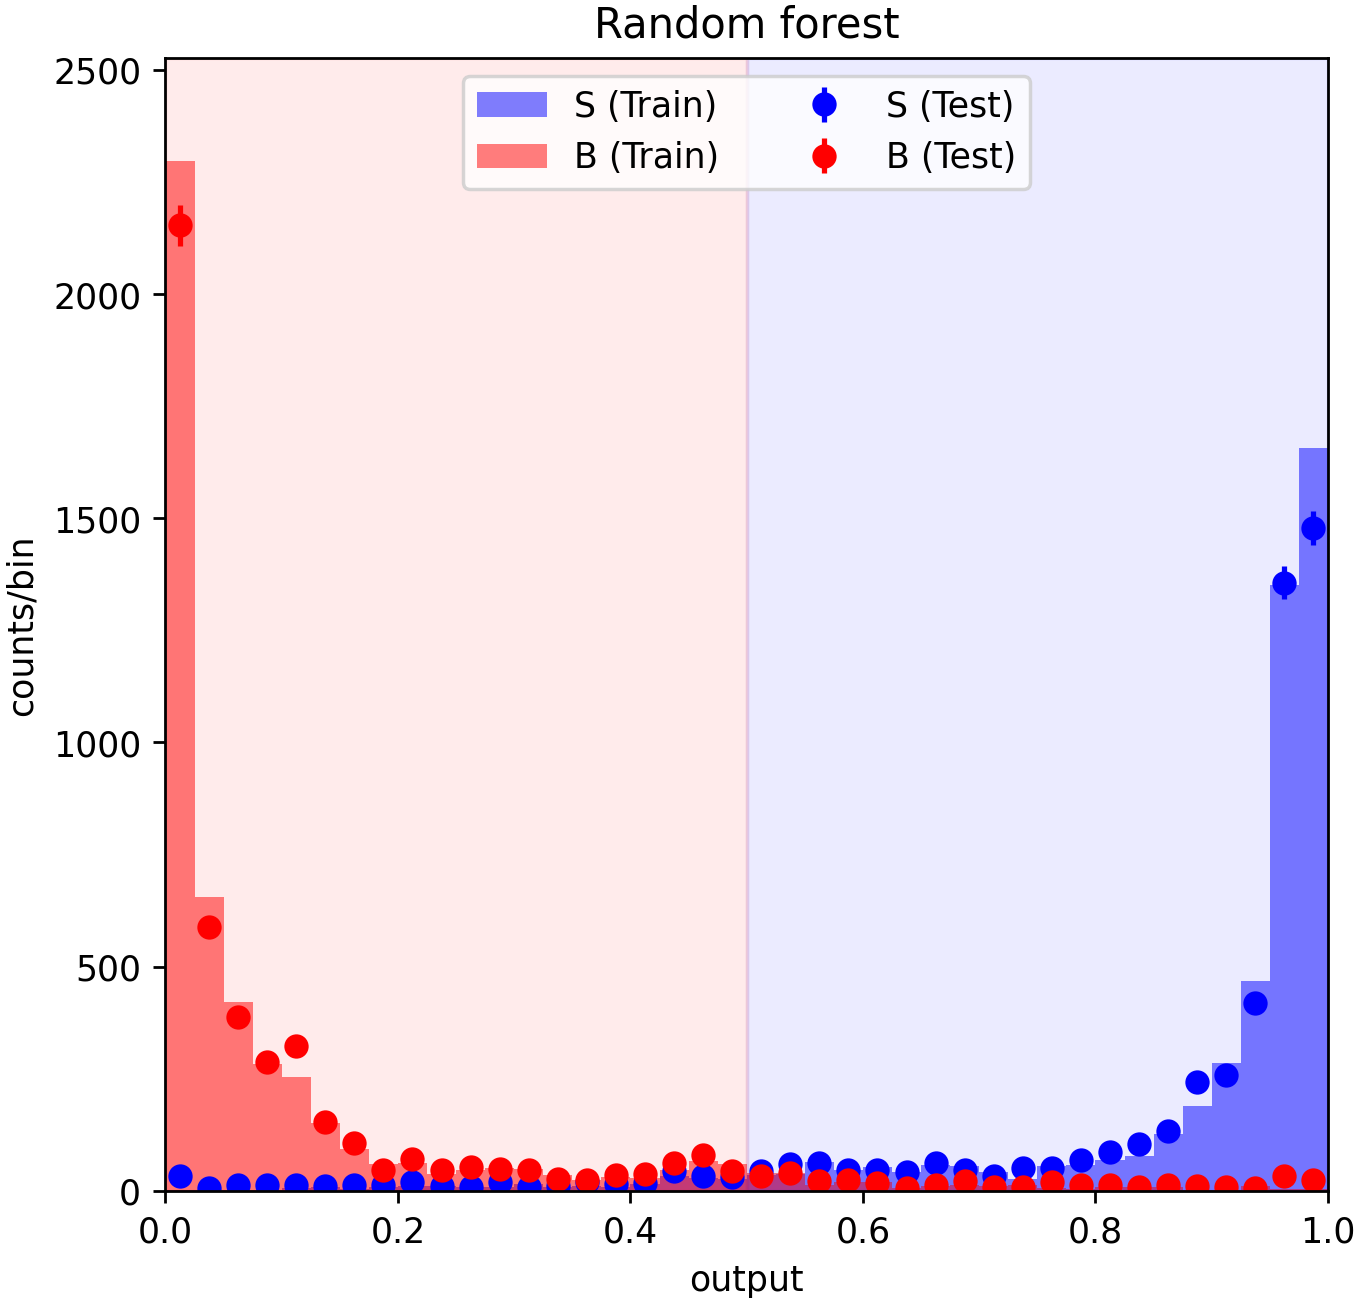 Random forest
S (Train)
B (Train)
S (Test)
B (Test)
2500
2000
1500
1000
500
0
counts/bin
0.0 0.2 0.4 0.6 0.8 1.0
output